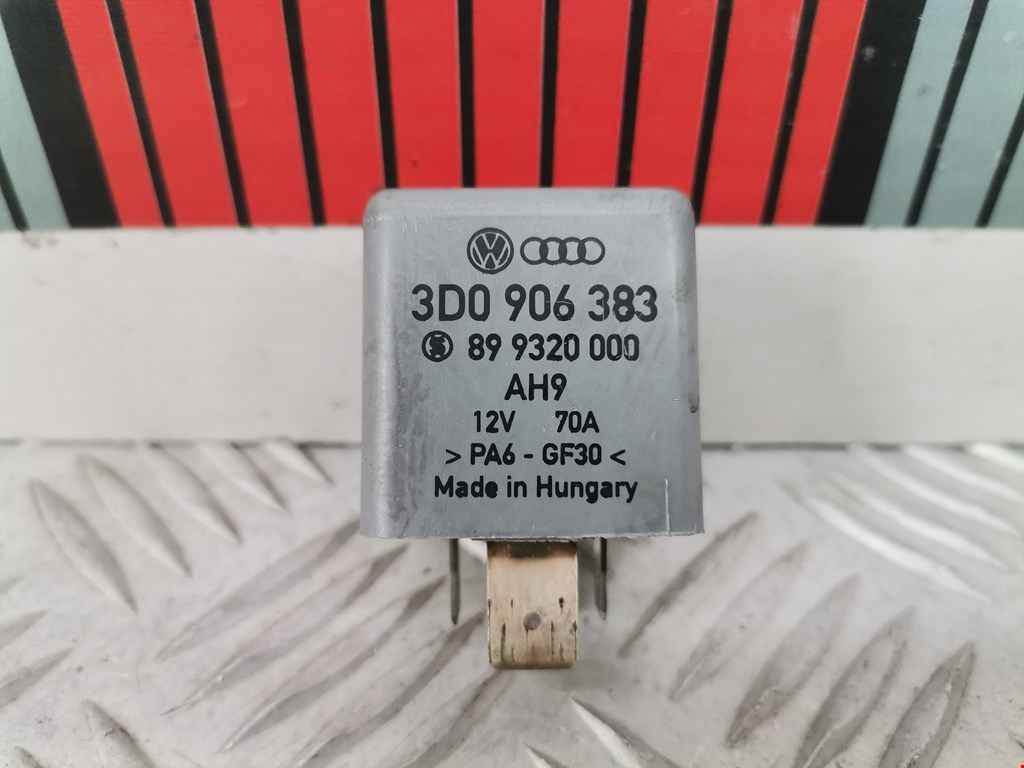 3D0 906 383
89 9320 000
AH9
12V 70A
> PA6 - GF30 <
Made in Hungary